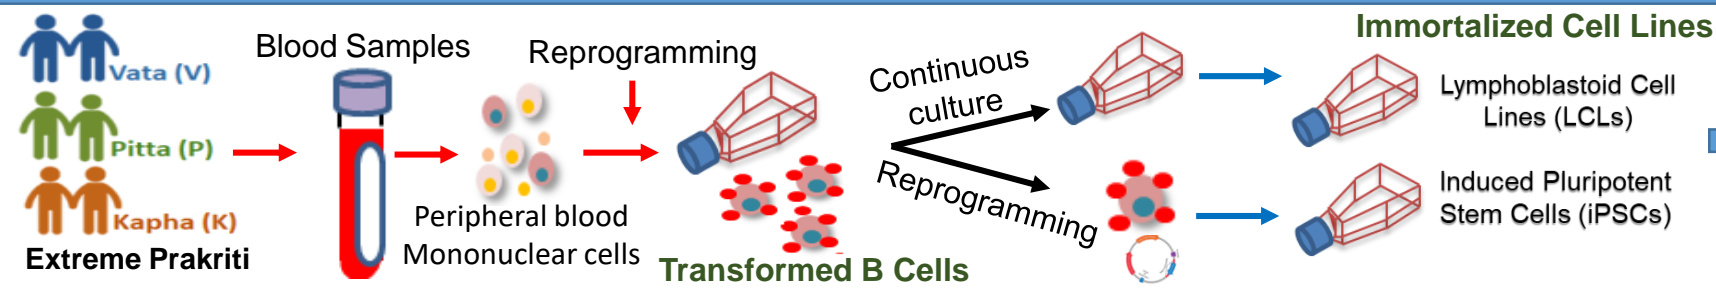 Vata (V)
Pitta (P)
Kapha (K)
Extreme Prakriti
Blood Samples
Peripheral blood
Mononuclear cells
Reprogramming
Transformed B Cells
Continuous
culture
Reprogramming
Immortalized Cell Lines
Lymphoblastoid Cell
Lines (LCLs)
Induced Pluripotent
Stem Cells (iPSCs)